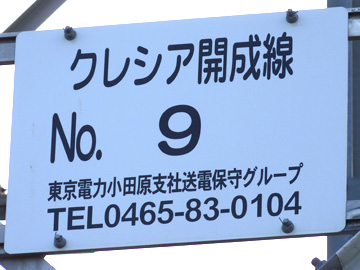 クレシア開成線
No. 9
東京電力小田原支社送電保守グループ
TEL0465-83-0104